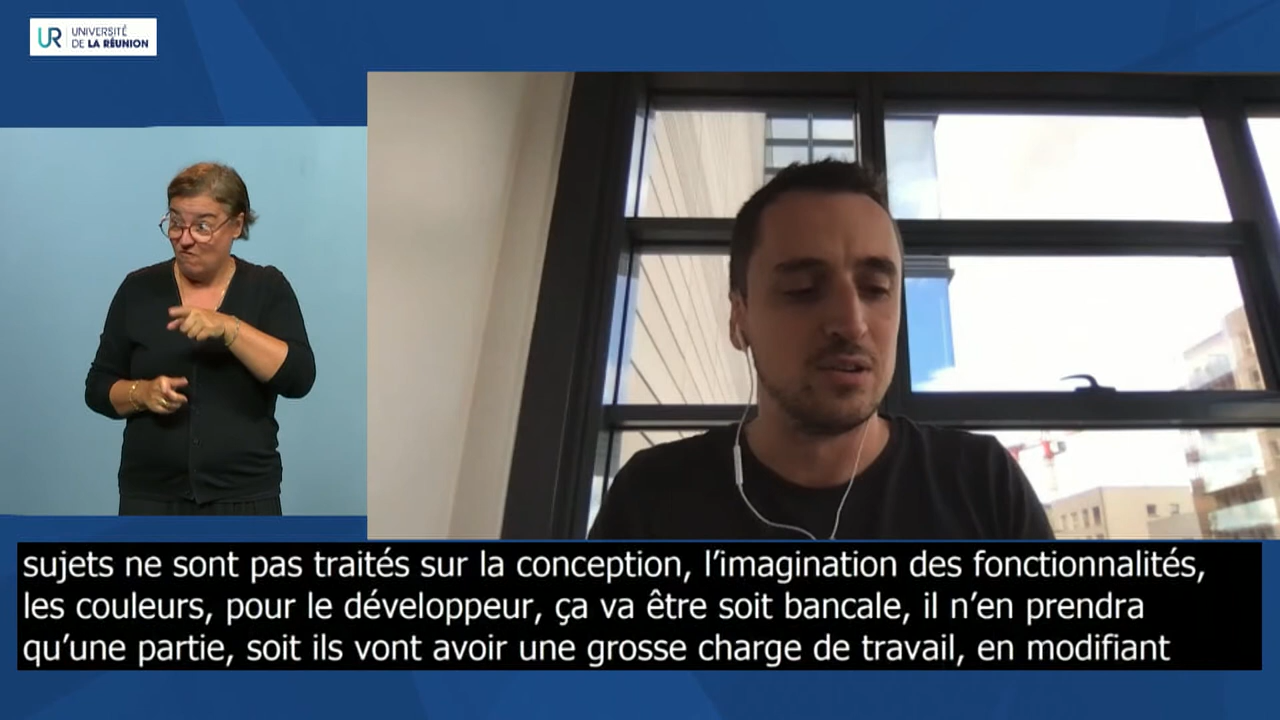 UR UNIVERSITÉ
DE LA RÉUNION
sujets ne sont pas traités sur la conception, l’imagination des fonctionnalités,
les couleurs, pour le développeur, ça va être soit bancale, il n’en prendra
qu’une partie, soit ils vont avoir une grosse charge de travail, en modifiant